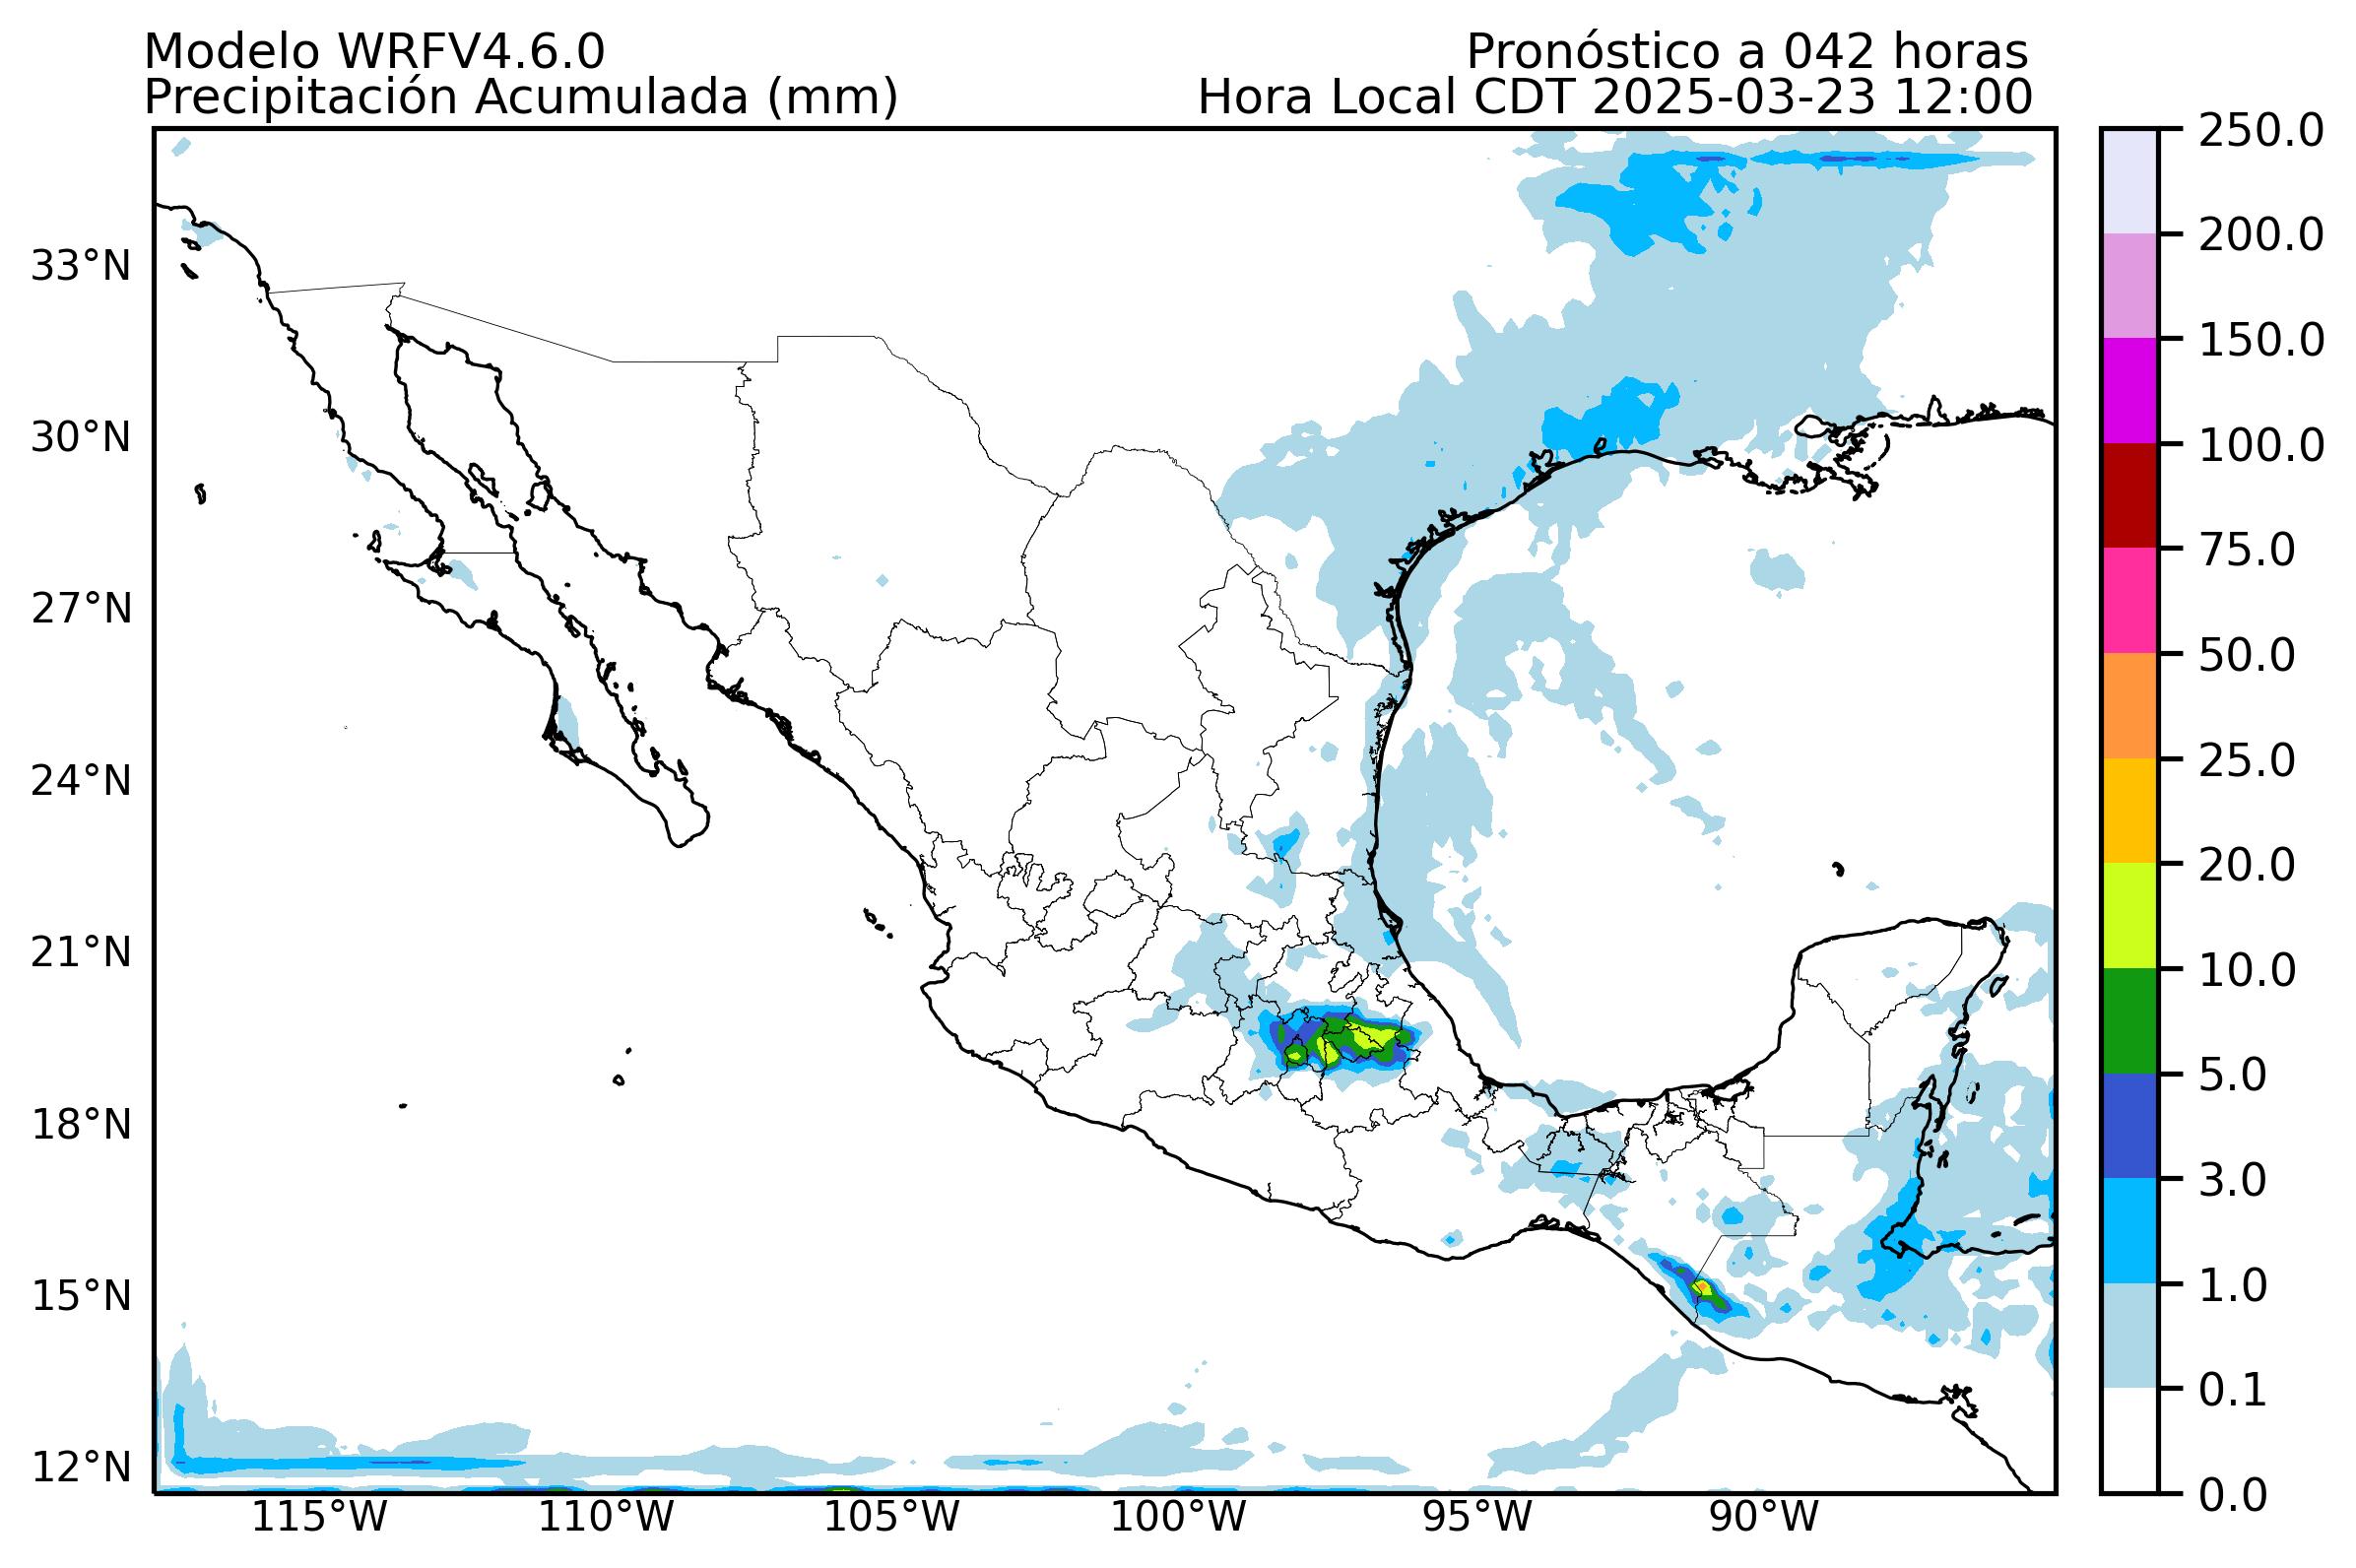 Modelo WRFV4.6.0
Pronóstico a 042 horas
Precipitación Acumulada (mm)
Hora Local CDT 2025-03-23 12:00
33°N
30°N
27°N
24°N
21°N
18°N
15°N
12°N
115°W
110°W
105°W
100°W
95°W
90°W
250.0
200.0
150.0
100.0
75.0
50.0
25.0
20.0
10.0
5.0
3.0
1.0
0.1
0.0